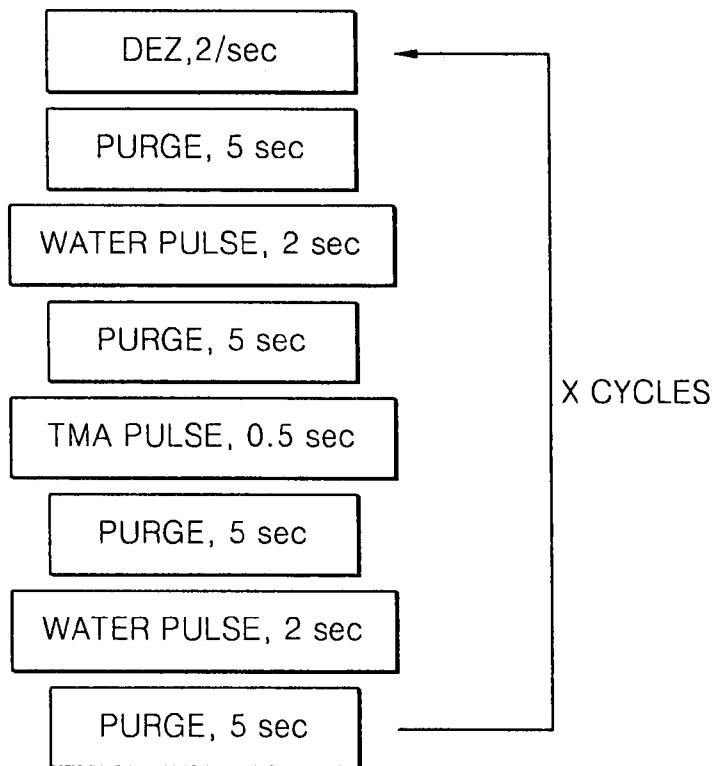 DEZ,2/sec
PURGE, 5 sec
WATER PULSE, 2 sec
PURGE, 5 sec
TMA PULSE, 0.5 sec
PURGE, 5 sec
WATER PULSE, 2 sec
PURGE, 5 sec
X CYCLES